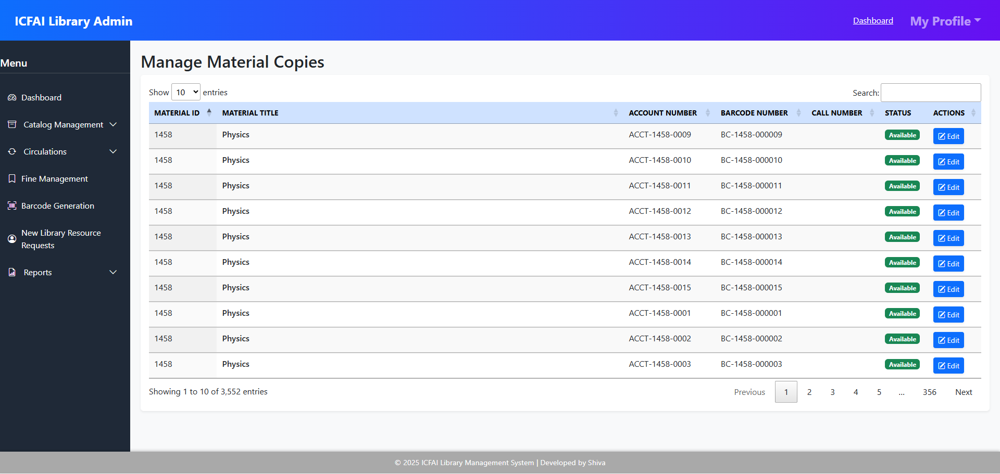 ICFAI Library Admin
Dashboard
My Profile
Menu
Dashboard
Catalog Management
Circulations
Fine Management
Barcode Generation
New Library Resource
Requests
Reports
Manage Material Copies
Show 10 entries
Search:
MATERIAL ID MATERIAL TITLE ACCOUNT NUMBER BARCODE NUMBER CALL NUMBER STATUS ACTIONS
1458 Physics ACCT-1458-0009 BC-1458-000009 Available Edit
1458 Physics ACCT-1458-0010 BC-1458-000010 Available Edit
1458 Physics ACCT-1458-0011 BC-1458-000011 Available Edit
1458 Physics ACCT-1458-0012 BC-1458-000012 Available Edit
1458 Physics ACCT-1458-0013 BC-1458-000013 Available Edit
1458 Physics ACCT-1458-0014 BC-1458-000014 Available Edit
1458 Physics ACCT-1458-0015 BC-1458-000015 Available Edit
1458 Physics ACCT-1458-0001 BC-1458-000001 Available Edit
1458 Physics ACCT-1458-0002 BC-1458-000002 Available Edit
1458 Physics ACCT-1458-0003 BC-1458-000003 Available Edit
Showing 1 to 10 of 3,552 entries
Previous 1 2 3 4 5 … 356 Next
© 2025 ICFAI Library Management System | Developed by Shiva